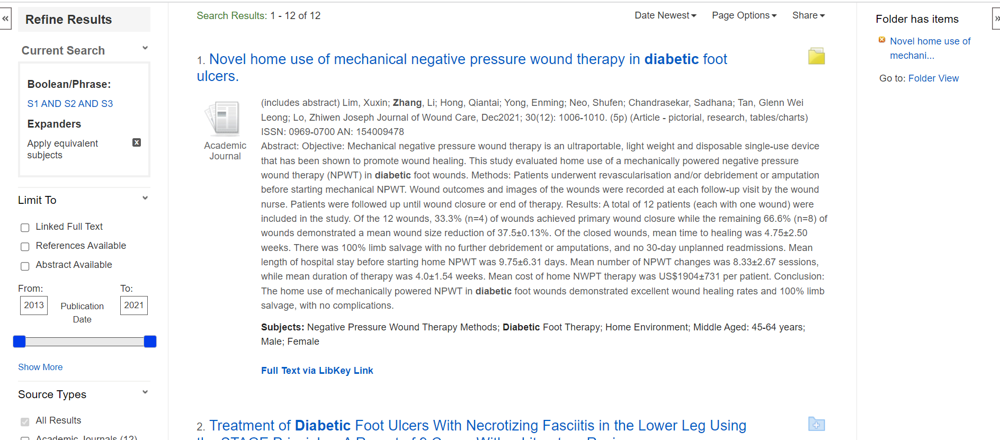 «
Refine Results
Current Search
Boolean/Phrase:
S1 AND S2 AND S3
Expanders
Apply equivalent
subjects
x
Limit To
Linked Full Text
References Available
Abstract Available
From:
To:
2013
Publication
Date
2021
Show More
Source Types
All Results
Academic Journals (12)
Search Results: 1 - 12 of 12
Date Newest
Page Options
Share
1. Novel home use of mechanical negative pressure wound therapy in diabetic foot
ulcers.
Academic
Journal
(includes abstract) Lim, Xuxin; Zhang, Li; Hong, Qiantai; Yong, Enming; Neo, Shufen; Chandrasekar, Sadhana; Tan, Glenn Wei
Leong; Lo, Zhiwen Joseph Journal of Wound Care, Dec2021; 30(12): 1006-1010. (5p) (Article - pictorial, research, tables/charts)
ISSN: 0969-0700 AN: 154009478
Abstract: Objective: Mechanical negative pressure wound therapy is an ultraportable, light weight and disposable single-use device
that has been shown to promote wound healing. This study evaluated home use of a mechanically powered negative pressure
wound therapy (NPWT) in diabetic foot wounds. Methods: Patients underwent revascularisation and/or debridement or amputation
before starting mechanical NPWT. Wound outcomes and images of the wounds were recorded at each follow-up visit by the wound
nurse. Patients were followed up until wound closure or end of therapy. Results: A total of 12 patients (each with one wound) were
included in the study. Of the 12 wounds, 33.3% (n=4) of wounds achieved primary wound closure while the remaining 66.6% (n=8) of
wounds demonstrated a mean wound size reduction of 37.5±0.13%. Of the closed wounds, mean time to healing was 4.75±2.50
weeks. There was 100% limb salvage with no further debridement or amputations, and no 30-day unplanned readmissions. Mean
length of hospital stay before starting home NPWT was 9.75±6.31 days. Mean number of NPWT changes was 8.33±2.67 sessions,
while mean duration of therapy was 4.0±1.54 weeks. Mean cost of home NWPT therapy was US$1904±731 per patient. Conclusion:
The home use of mechanically powered NPWT in diabetic foot wounds demonstrated excellent wound healing rates and 100% limb
salvage, with no complications.
Subjects: Negative Pressure Wound Therapy Methods; Diabetic Foot Therapy; Home Environment; Middle Aged: 45-64 years;
Male; Female
Full Text via LibKey Link
2. Treatment of Diabetic Foot Ulcers With Necrotizing Fasciitis in the Lower Leg Using
Folder has items
Novel home use of
mechani...
Go to: Folder View
»